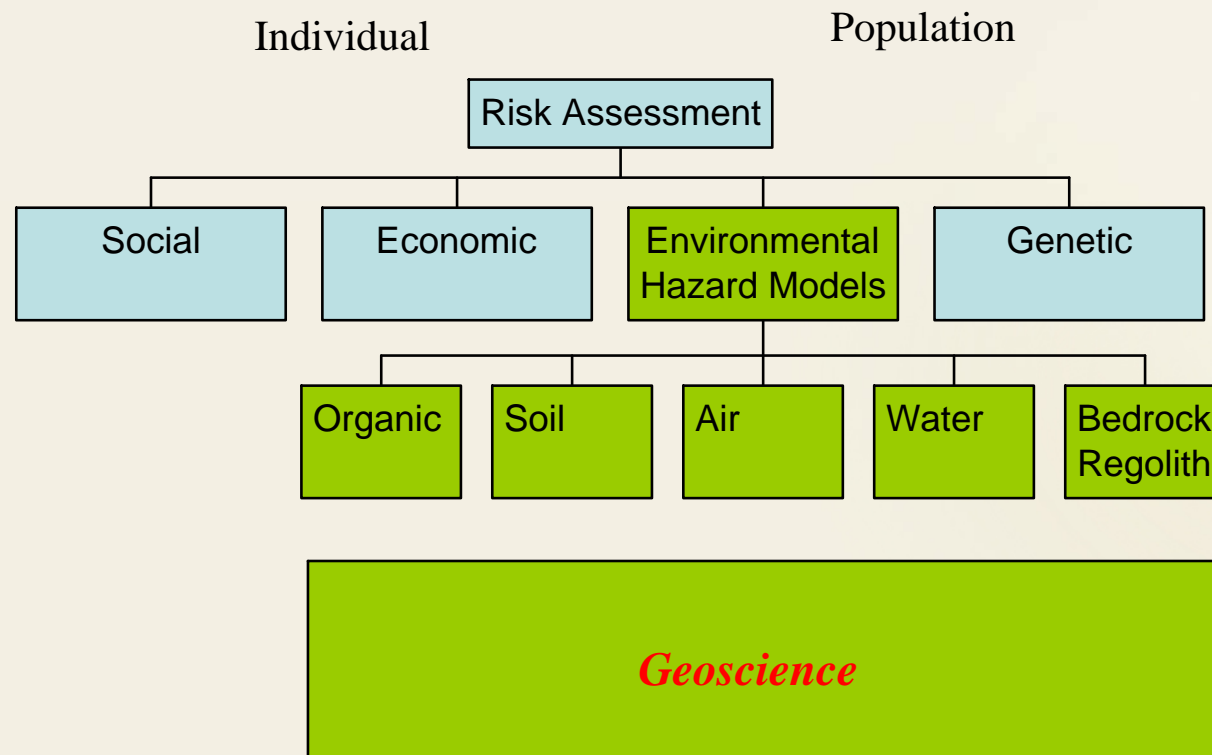 Individual
Population
Risk Assessment
Social
Economic
Environmental
Hazard Models
Genetic
Organic
Soil
Air
Water
Bedrock
Regolith
Geoscience